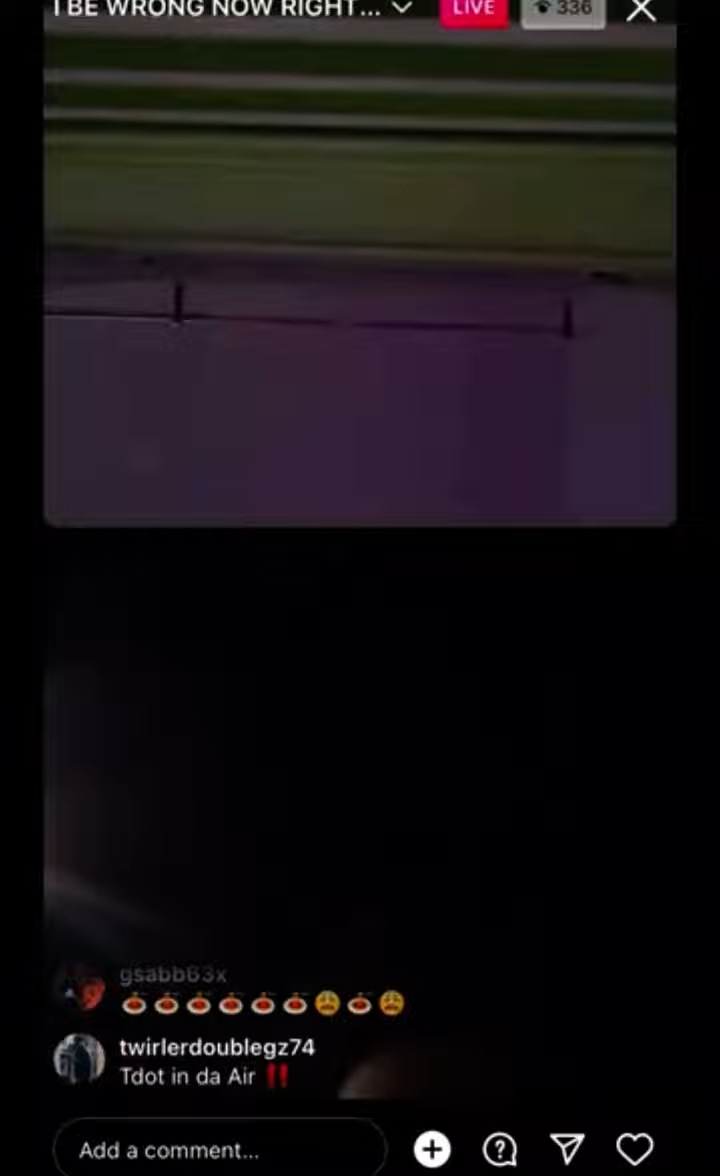 I BE WRONG NOW RIGHT...
LIVE
336
gsabb63x
🍝🍝🍝🍝🍝🍝😩🍝😩
twirlerdoublegz74
Tdot in da Air ‼️
Add a comment...